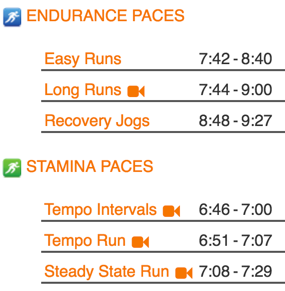 ENDURANCE PACES
Easy Runs 7:42 - 8:40
Long Runs 7:44 - 9:00
Recovery Jogs 8:48 - 9:27
STAMINA PACES
Tempo Intervals 6:46 - 7:00
Tempo Run 6:51 - 7:07
Steady State Run 7:08 - 7:29